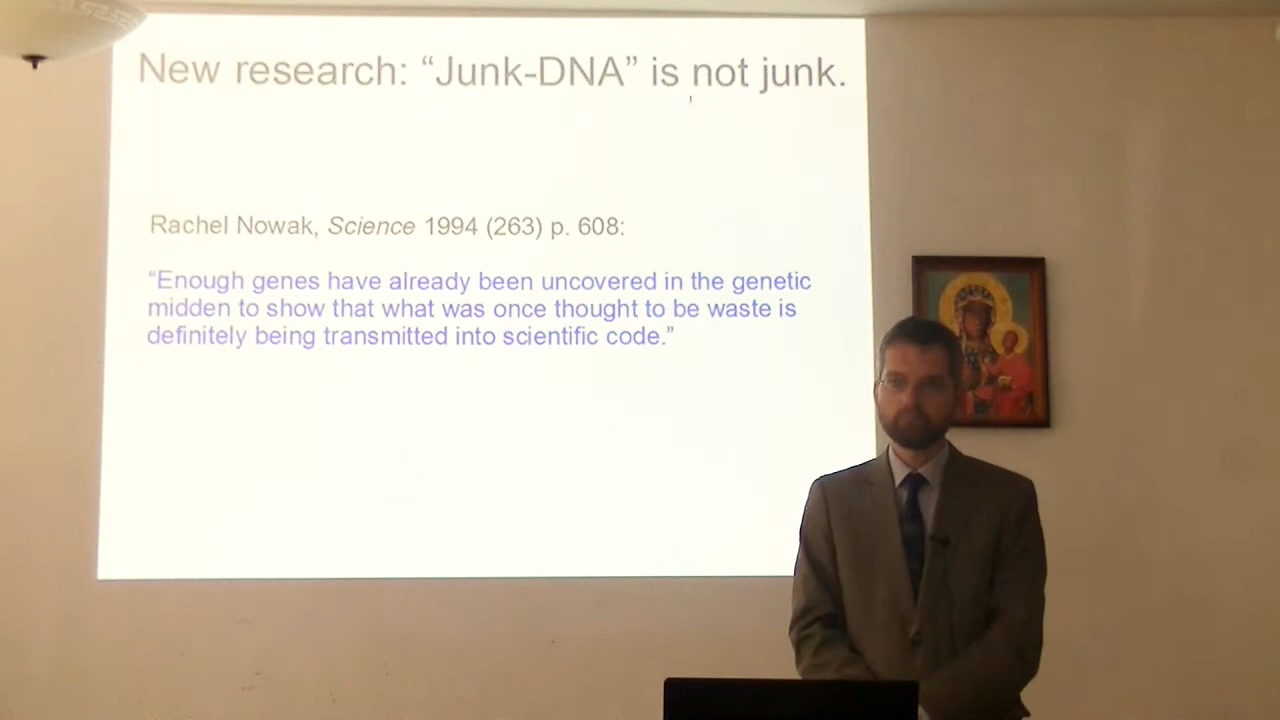 New research: “Junk-DNA” is not junk.
Rachel Nowak, Science 1994 (263) p. 608:
“Enough genes have already been uncovered in the genetic
midden to show that what was once thought to be waste is
definitely being transmitted into scientific code.”